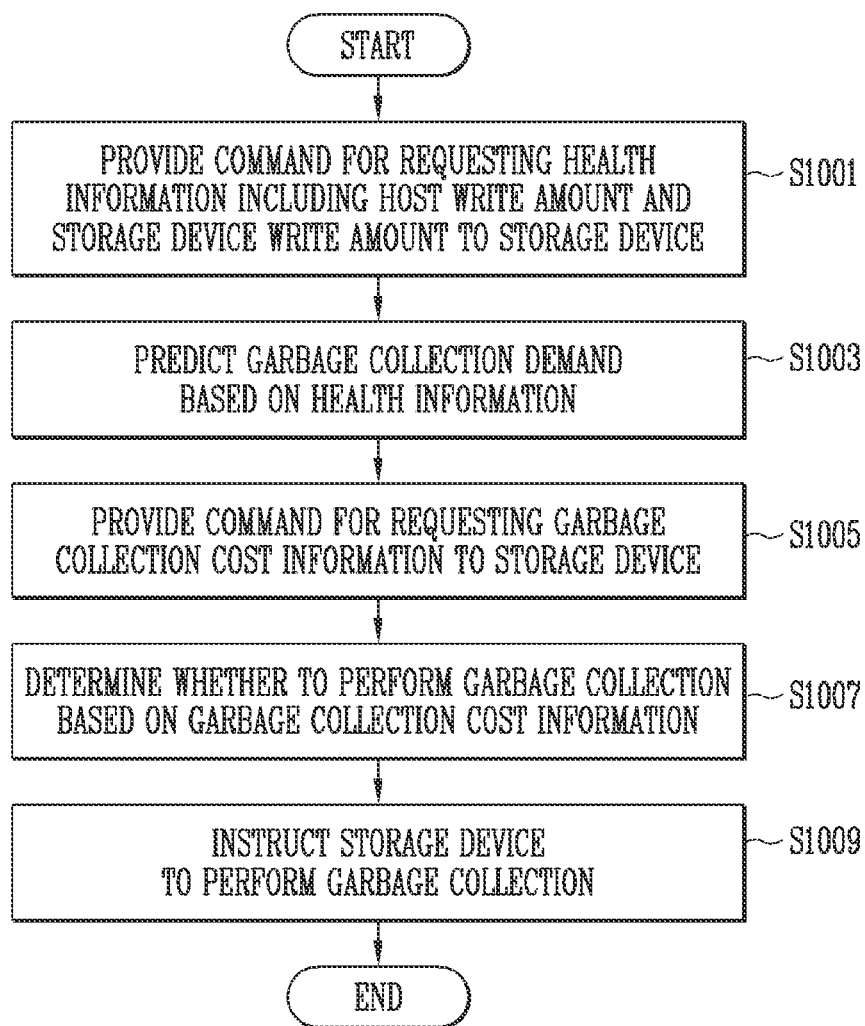 START
PROVIDE COMMAND FOR REQUESTING HEALTH
INFORMATION INCLUDING HOST WRITE AMOUNT AND
STORAGE DEVICE WRITE AMOUNT TO STORAGE DEVICE
S1001
PREDICT GARBAGE COLLECTION DEMAND
BASED ON HEALTH INFORMATION
S1003
PROVIDE COMMAND FOR REQUESTING GARBAGE
COLLECTION COST INFORMATION TO STORAGE DEVICE
S1005
DETERMINE WHETHER TO PERFORM GARBAGE COLLECTION
BASED ON GARBAGE COLLECTION COST INFORMATION
S1007
INSTRUCT STORAGE DEVICE
TO PERFORM GARBAGE COLLECTION
S1009
END